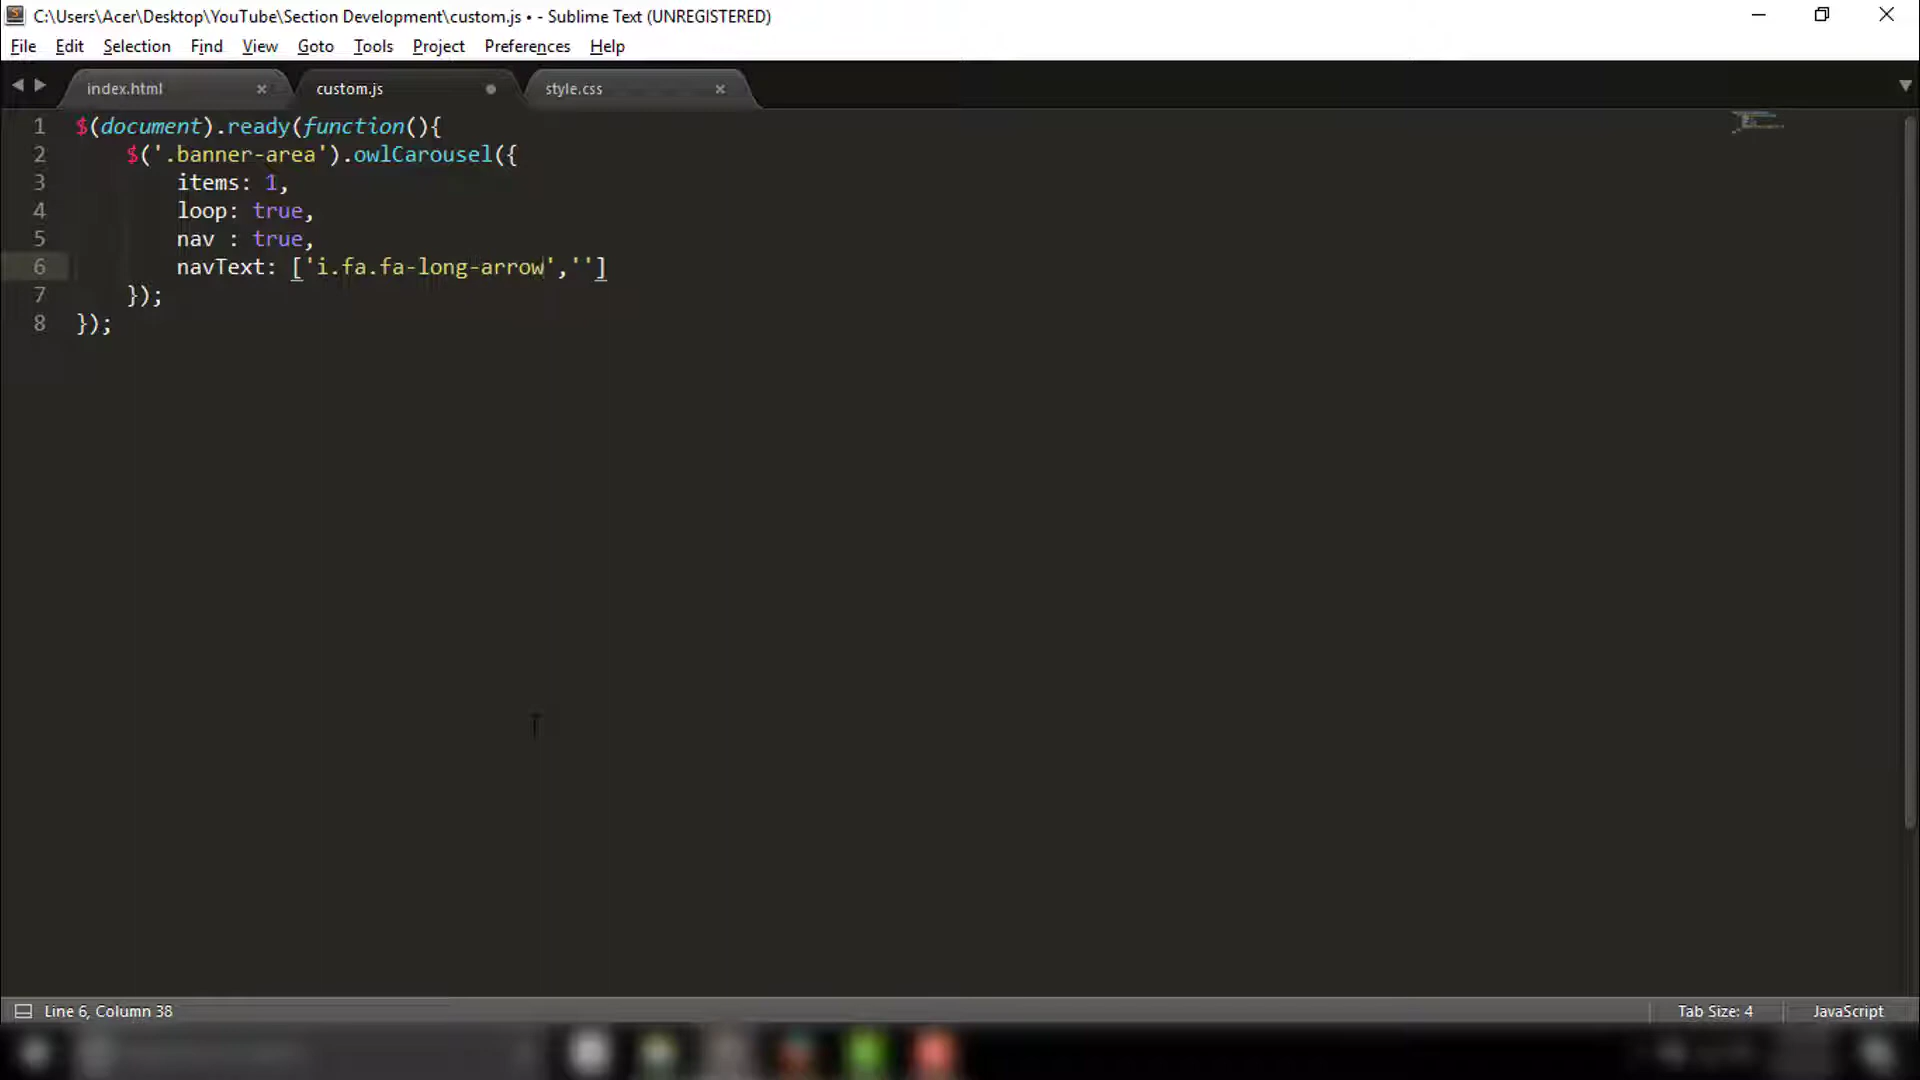 C:\Users\Acer\Desktop\YouTube\Section Development\custom.js • - Sublime Text (UNREGISTERED)
File Edit Selection Find View Goto Tools Project Preferences Help
index.html custom.js style.css
1 $(document).ready(function(){
2 $('.banner-area').owlCarousel({
3 items: 1,
4 loop: true,
5 nav : true,
6 navText: ['i.fa.fa-long-arrow','']
7 });
8 });
Line 6, Column 38 Tab Size: 4 JavaScript